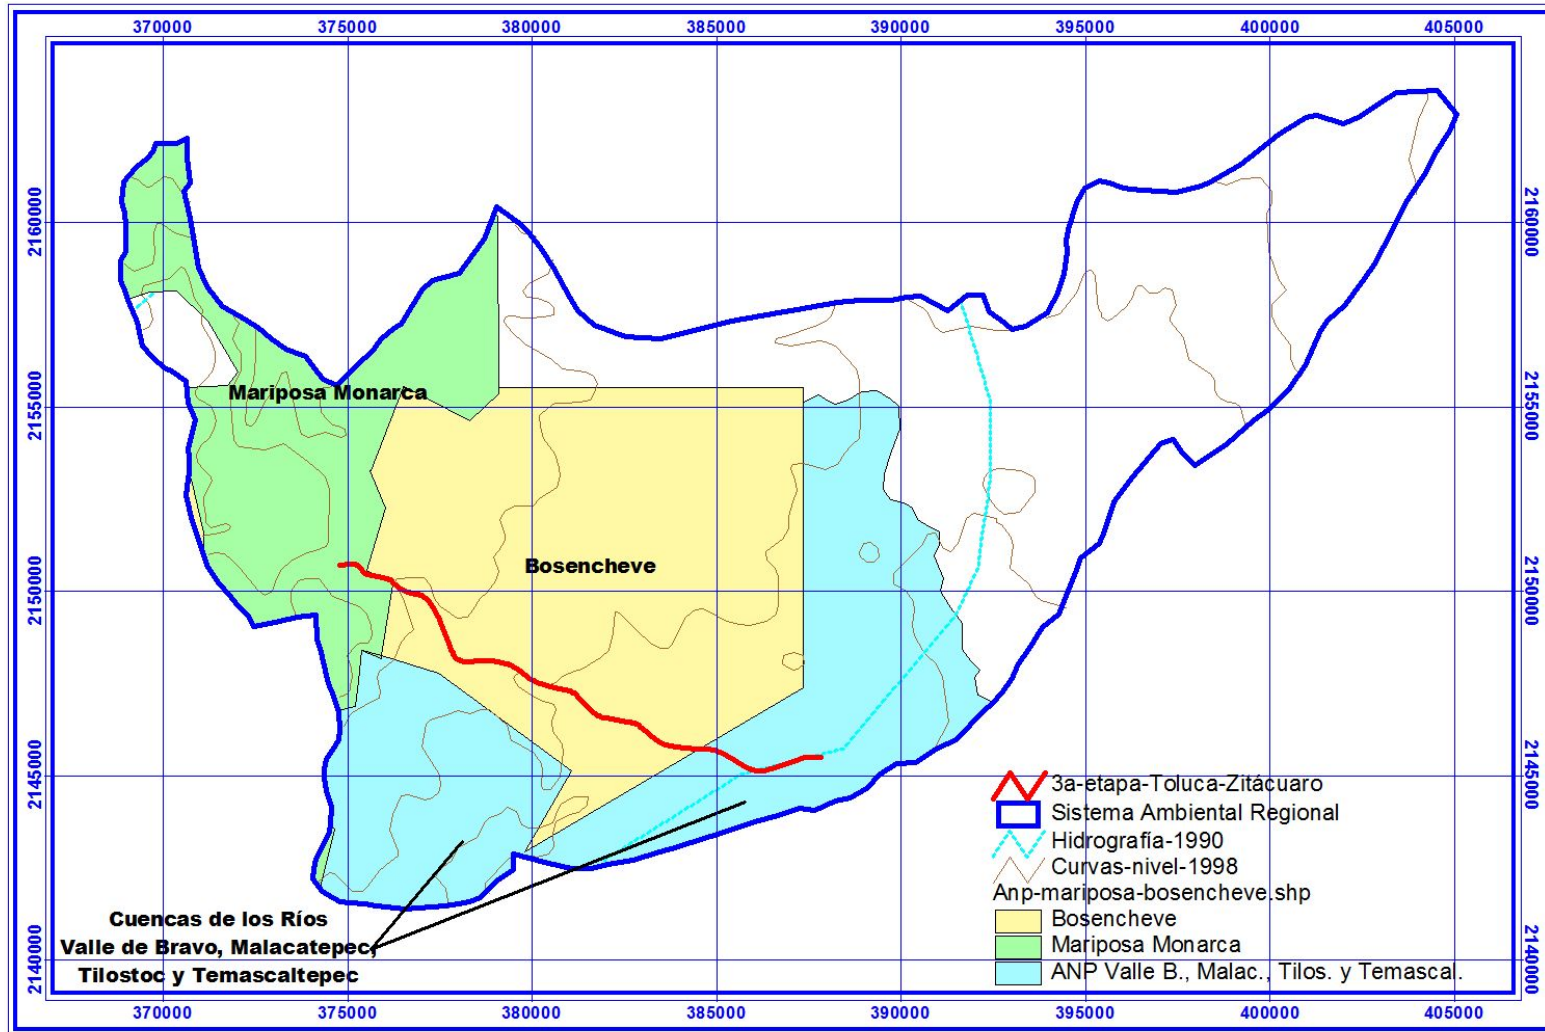 370000 375000 380000 385000 390000 395000 400000 405000
2160000
2160000
2155000
2155000
2150000
2150000
2145000
2145000
2140000
2140000
Mariposa Monarca
Bosencheve
Cuencas de los Ríos
Valle de Bravo, Malacatepec,
Tilostoc y Temascaltepec
3a-etapa-Toluca-Zitácuaro
Sistema Ambiental Regional
Hidrografía-1990
Curvas-nivel-1998
Anp-mariposa-bosencheve.shp
Bosencheve
Mariposa Monarca
ANP Valle B., Malac., Tilos. y Temascal.
370000 375000 380000 385000 390000 395000 400000 405000